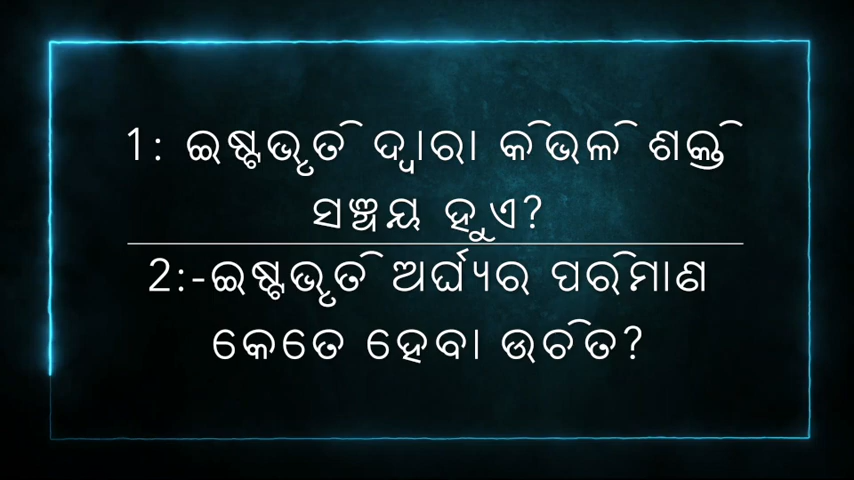 1: ଇଷ୍ଟଭୃତି ଦ୍ୱାରା କିଭଳି ଶକ୍ତି
ସଞ୍ଚୟ ହୁଏ?
2:-ଇଷ୍ଟଭୃତି ଅର୍ଘ୍ୟର ପରିମାଣ
କେତେ ହେବା ଉଚିତ?